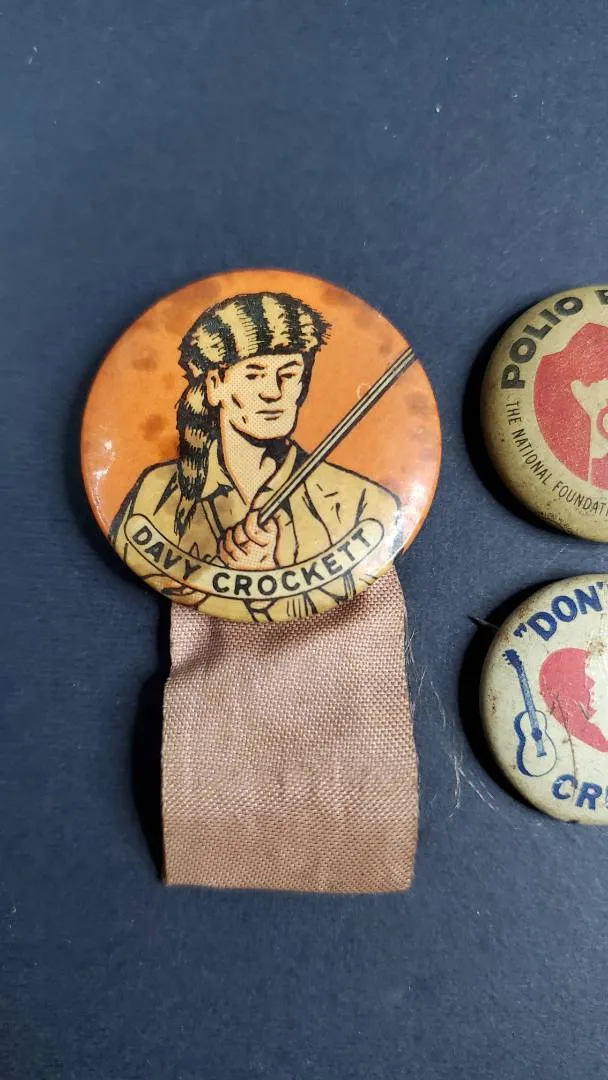 DAVY CROCKETT
POLIO
THE NATIONAL FOUNDATI
"DON'
CR